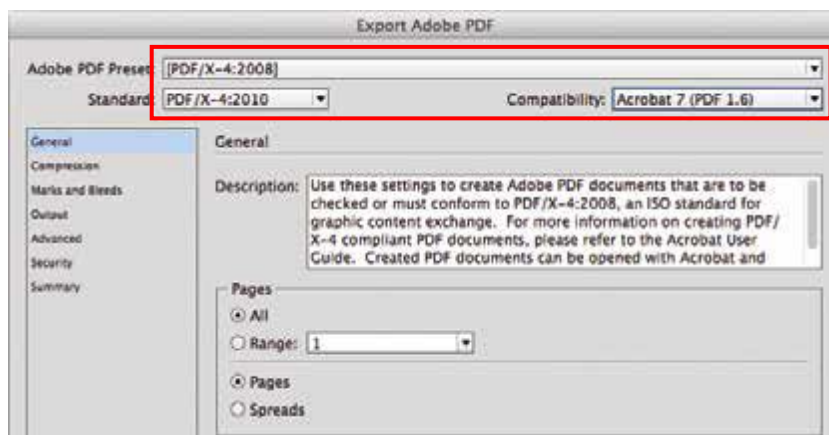 Export Adobe PDF
Adobe PDF Preset: [PDF/X-4:2008]
Standard: PDF/X-4:2010 Compatibility: Acrobat 7 (PDF 1.6)
General
Compression
Marks and Bleeds
Output
Advanced
Security
Summary
General
Description: Use these settings to create Adobe PDF documents that are to be
checked or must conform to PDF/X-4:2008, an ISO standard for
graphic content exchange. For more information on creating PDF/
X-4 compliant PDF documents, please refer to the Acrobat User
Guide. Created PDF documents can be opened with Acrobat and
Pages
All
Range: 1
Pages
Spreads